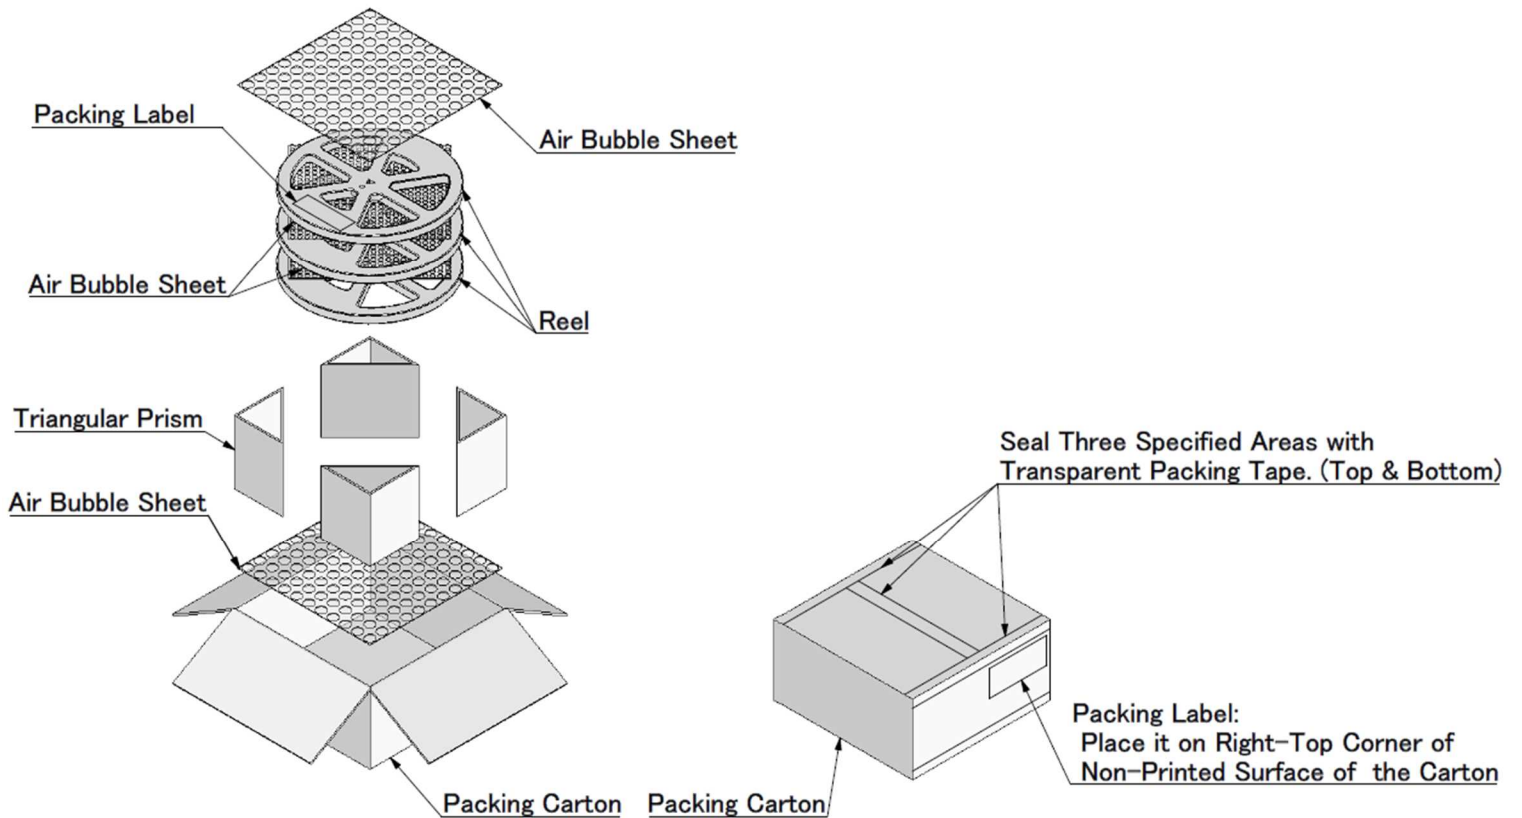 Packing Label
Air Bubble Sheet
Air Bubble Sheet
Reel
Triangular Prism
Air Bubble Sheet
Packing Carton
Seal Three Specified Areas with
Transparent Packing Tape. (Top & Bottom)
Packing Label:
Place it on Right-Top Corner of
Non-Printed Surface of the Carton
Packing Carton